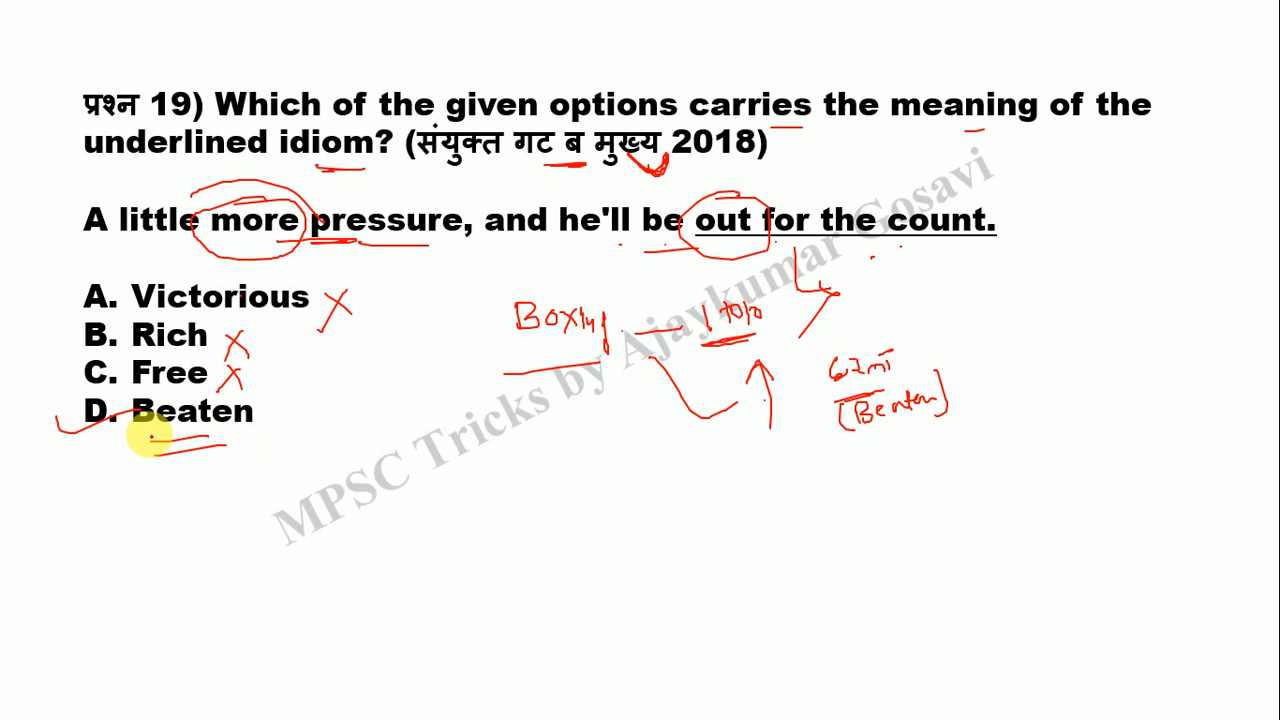 प्रश्न 19) Which of the given options carries the meaning of the
underlined idiom? (संयुक्त गट ब मुख्य 2018)
A little more pressure, and he'll be out for the count.
A. Victorious
B. Rich
C. Free
D. Beaten
Boxing
(Beaten)
MPSC Tricks by Ajaykumar Gosavi